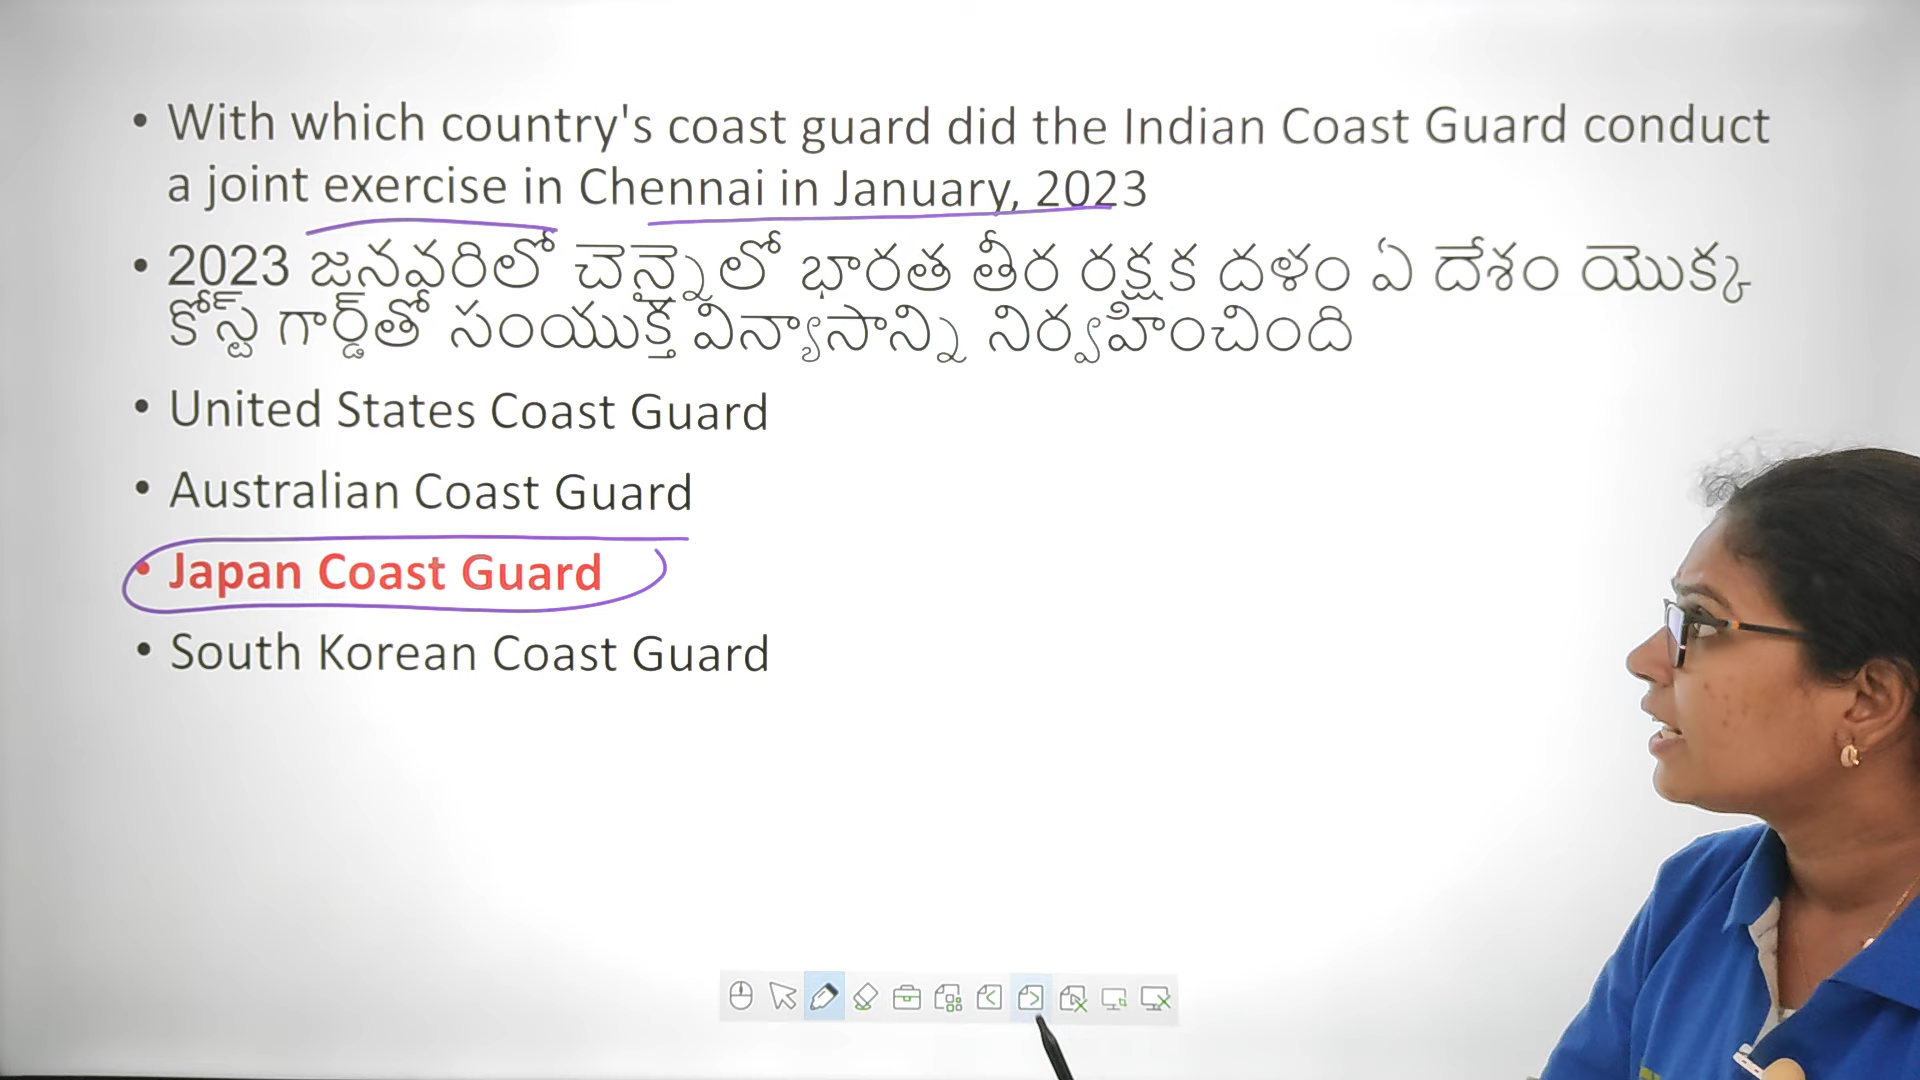 • With which country's coast guard did the Indian Coast Guard conduct
a joint exercise in Chennai in January, 2023
• 2023 జనవరిలో చెన్నైలో భారత తీర రక్షక దళం ఏ దేశం యొక్క
కోస్ట్ గార్డ్‌తో సంయుక్త విన్యాసాన్ని నిర్వహించింది
• United States Coast Guard
• Australian Coast Guard
• Japan Coast Guard
• South Korean Coast Guard